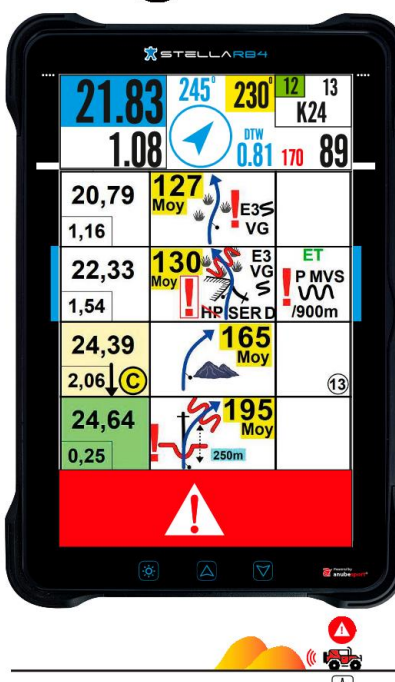 STELLARB4
21.83 245° 230° 12 13
K24
1.08 DTW 0.81 170 89
20,79 127 Moy ! E3
1,16 VG
22,33 130 Moy E3 VG ET
! P MVS
1,54 ! HP SER D /900m
24,39 165 Moy
2,06 C 13
24,64 195 Moy
0,25 ! 250m
!
Powered by
anubesport
!
A